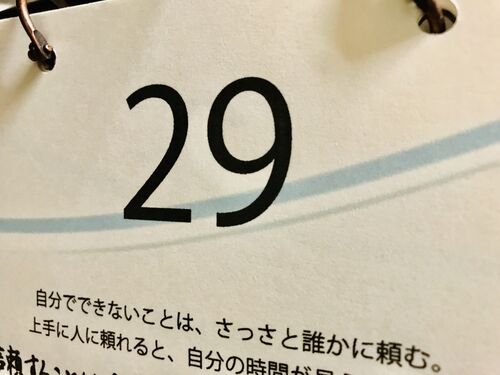 29
自分でできないことは、さっさと誰かに頼む。
上手に人に頼れると、自分の時間が